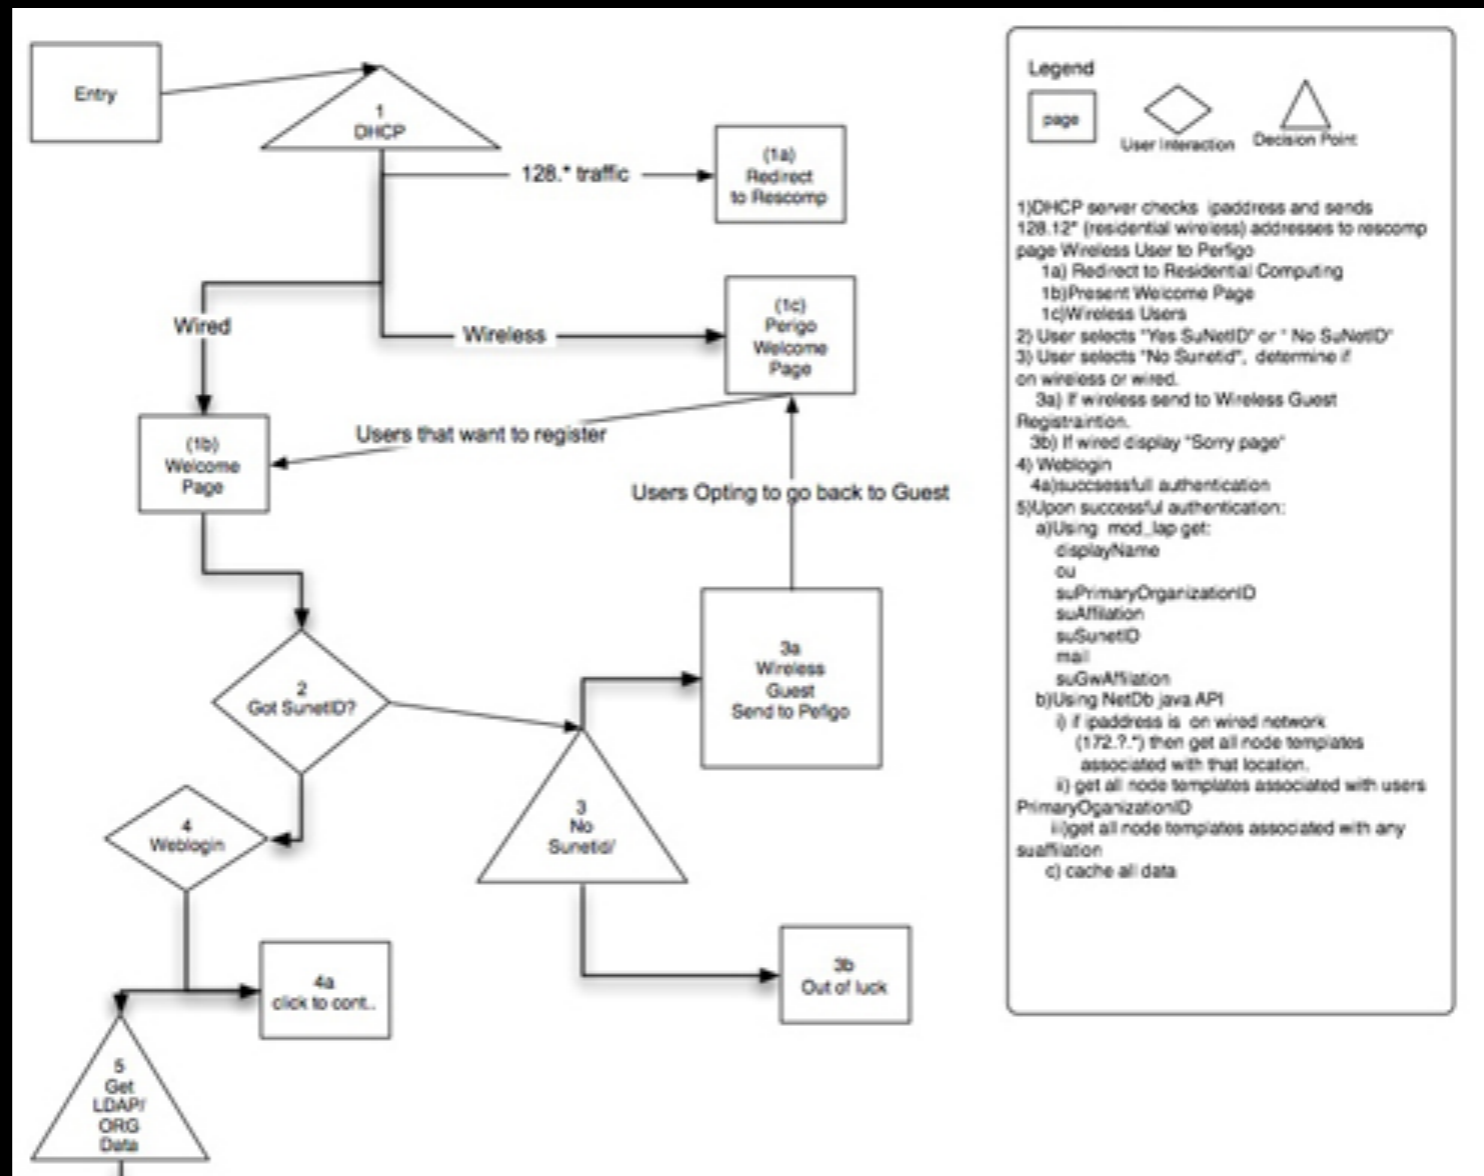 Entry
1
DHCP
128.* traffic
(1a)
Redirect
to Rescomp
Wired
Wireless
(1c)
Perigo
Welcome
Page
(1b)
Welcome
Page
Users that want to register
Users Opting to go back to Guest
2
Got SunetID?
3a
Wireless
Guest
Send to Pefigo
4
Weblogin
3
No
Sunetid/
4a
click to cont..
3b
Out of luck
5
Get
LDAP/
ORG
Data
Legend
page
User Interaction
Decision Point
1)DHCP server checks ipaddress and sends
128.12* (residential wireless) addresses to rescomp
page Wireless User to Perfigo
1a) Redirect to Residential Computing
1b)Present Welcome Page
1c)Wireless Users
2) User selects "Yes SuNetID" or " No SuNetID"
3) User selects "No Sunetid", determine if
on wireless or wired.
3a) If wireless send to Wireless Guest
Registraintion.
3b) If wired display "Sorry page"
4) Weblogin
4a)succsessfull authentication
5)Upon successful authentication:
a)Using mod_lap get:
displayName
ou
suPrimaryOrganizationID
suAffilation
suSunetID
mail
suGwAffilation
b)Using NetDb java API
i) if ipaddress is on wired network
(172.?.*) then get all node templates
associated with that location.
ii) get all node templates associated with users
PrimaryOganizationID
iii)get all node templates associated with any
suaffilation
c) cache all data